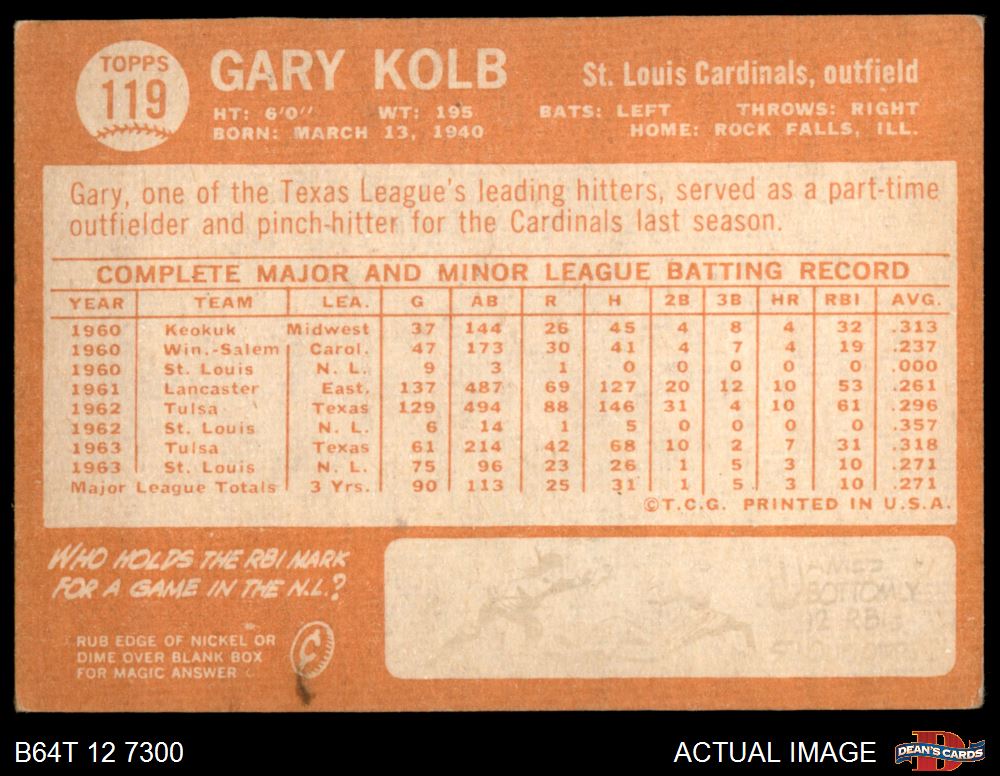 TOPPS
119
GARY KOLB
St. Louis Cardinals, outfield
HT: 6'0" WT: 195 BATS: LEFT THROWS: RIGHT
BORN: MARCH 13, 1940 HOME: ROCK FALLS, ILL.
Gary, one of the Texas League's leading hitters, served as a part-time
outfielder and pinch-hitter for the Cardinals last season.
COMPLETE MAJOR AND MINOR LEAGUE BATTING RECORD
YEAR TEAM LEA. G AB R H 2B 3B HR RBI AVG.
1960 Keokuk Midwest 37 144 26 45 4 8 4 32 .313
1960 Win.-Salem Carol. 47 173 30 41 4 7 4 19 .237
1960 St. Louis N. L. 9 3 1 0 0 0 0 0 .000
1961 Lancaster East. 137 487 69 127 20 12 10 53 .261
1962 Tulsa Texas 129 494 88 146 31 4 10 61 .296
1962 St. Louis N. L. 6 14 1 5 0 0 0 0 .357
1963 Tulsa Texas 61 214 42 68 10 2 7 31 .318
1963 St. Louis N. L. 75 96 23 26 1 5 3 10 .271
Major League Totals 3 Yrs. 90 113 25 31 1 5 3 10 .271
©T.C.G. PRINTED IN U.S.A.
WHO HOLDS THE RBI MARK
FOR A GAME IN THE N.L.?
RUB EDGE OF NICKEL OR
DIME OVER BLANK BOX
FOR MAGIC ANSWER
JAMES
BOTTOMLY
12 RBIs
B64T 12 7300
ACTUAL IMAGE
DEAN'S CARDS